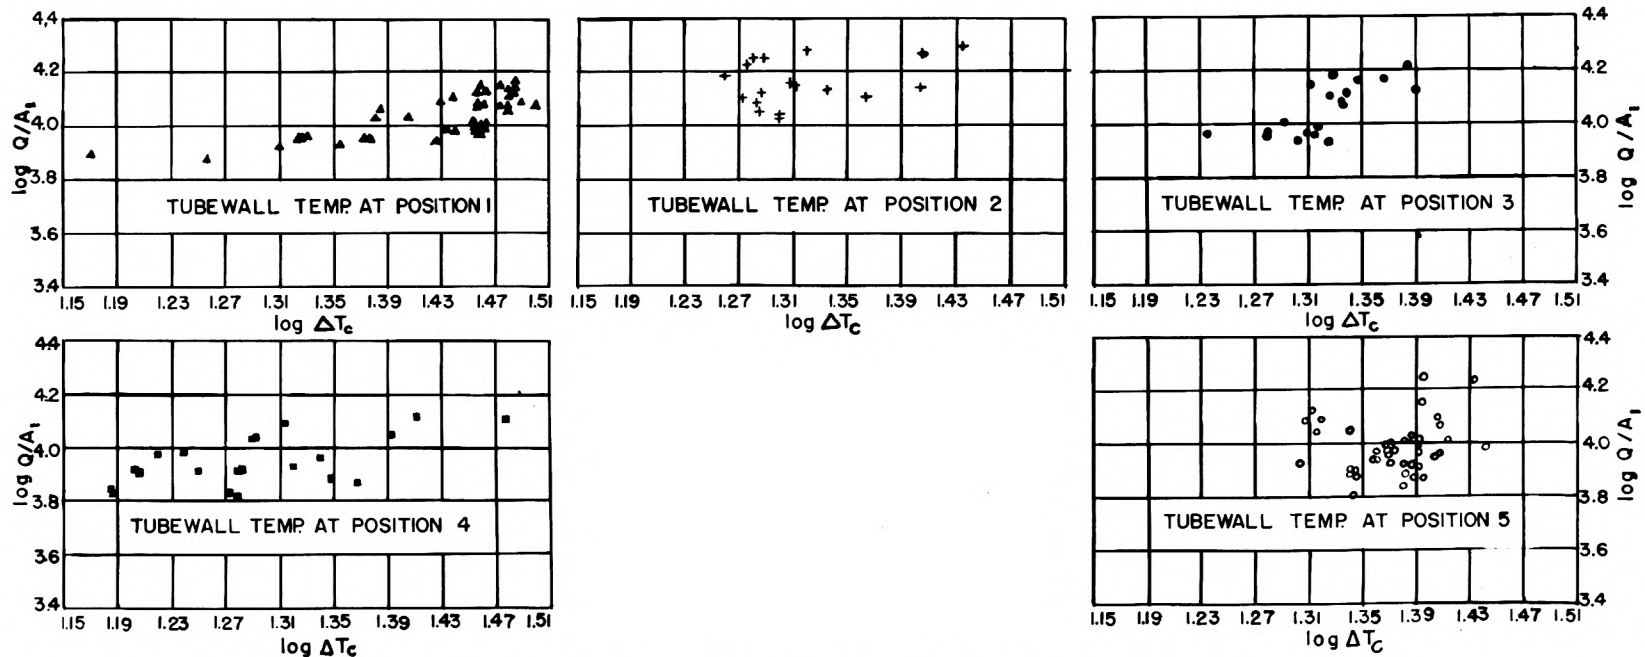 4.4
4.2
4.0
3.8
3.6
3.4
log Q/A₁
TUBEWALL TEMP. AT POSITION 1
1.15 1.19 1.23 1.27 1.31 1.35 1.39 1.43 1.47 1.51
log ΔTc
TUBEWALL TEMP. AT POSITION 2
1.15 1.19 1.23 1.27 1.31 1.35 1.39 1.43 1.47 1.51
log ΔTC
4.4
4.2
4.0
3.8
3.6
3.4
log Q/A₁
TUBEWALL TEMP. AT POSITION 3
1.15 1.19 1.23 1.27 1.31 1.35 1.39 1.43 1.47 1.51
log ΔTC
4.4
4.2
4.0
3.8
3.6
3.4
log Q/A₁
TUBEWALL TEMP. AT POSITION 4
1.15 1.19 1.23 1.27 1.31 1.35 1.39 1.43 1.47 1.51
log ΔTc
4.4
4.2
4.0
3.8
3.6
3.4
log Q/A₁
TUBEWALL TEMP. AT POSITION 5
1.15 1.19 1.23 1.27 1.31 1.35 1.39 1.43 1.47 1.51
log ΔTC